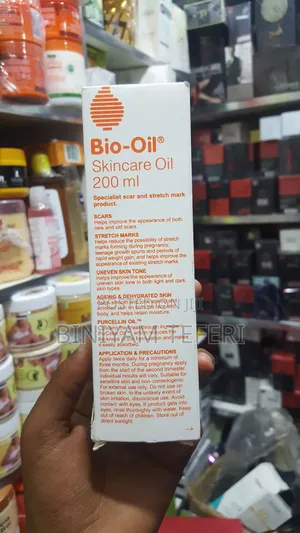 Bio-Oil®
Skincare Oil
200 ml
Specialist scar and stretch mark
product.
SCARS
Helps improve the appearance of both
new and old scars.
STRETCH MARKS
Helps reduce the possibility of stretch
marks forming during pregnancy,
teenage growth spurts and periods of
rapid weight gain, and helps improve the
appearance of existing stretch marks.
UNEVEN SKIN TONE
Helps improve the appearance of
uneven skin tone on both light and dark
skin types.
AGEING & DEHYDRATED SKIN
body, and helps retain moisture.
BINIYAM TEFERI
PURCELLIN OIL™
APPLICATION & PRECAUTIONS
Apply twice daily for a minimum of
three months. During pregnancy apply
from the start of the second trimester.
Individual results will vary. Suitable for
sensitive skin and non-comedogenic.
For external use only. Do not use on
broken skin. In the unlikely event of
skin irritation, discontinue use. Avoid
contact with eyes, if product gets into
eyes, rinse thoroughly with water. Keep
out of reach of children. Store out of
direct sunlight.